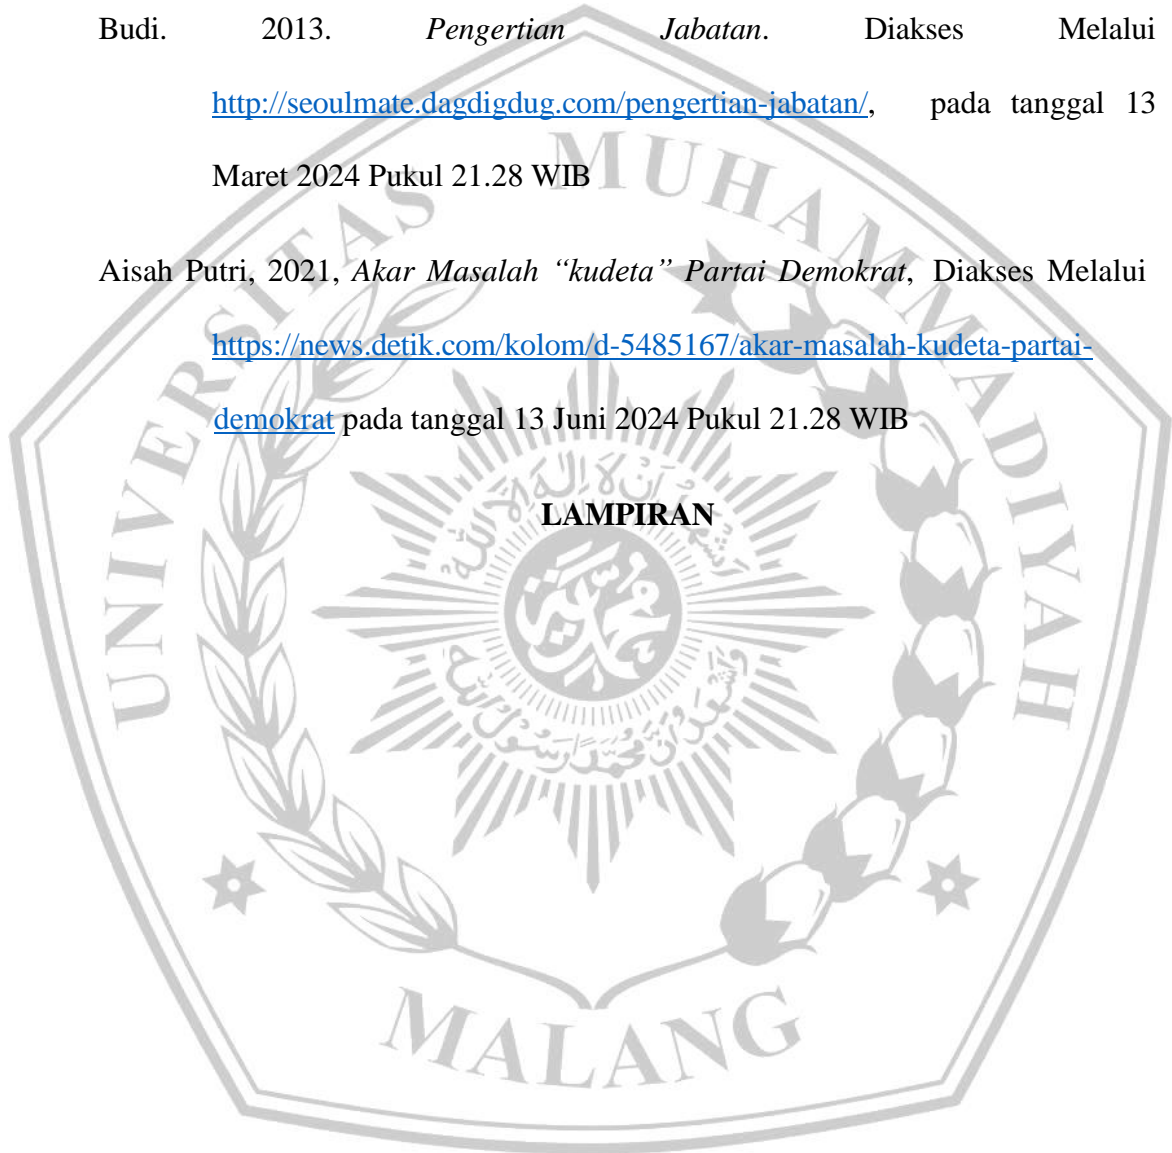 Budi. 2013. Pengertian Jabatan. Diakses Melalui
http://seoulmate.dagdigdug.com/pengertian-jabatan/, pada tanggal 13
Maret 2024 Pukul 21.28 WIB
Aisah Putri, 2021, Akar Masalah “kudeta” Partai Demokrat, Diakses Melalui
https://news.detik.com/kolom/d-5485167/akar-masalah-kudeta-partai-
demokrat pada tanggal 13 Juni 2024 Pukul 21.28 WIB
LAMPIRAN
UNIVERSITAS MUHAMMADIYAH
MALANG